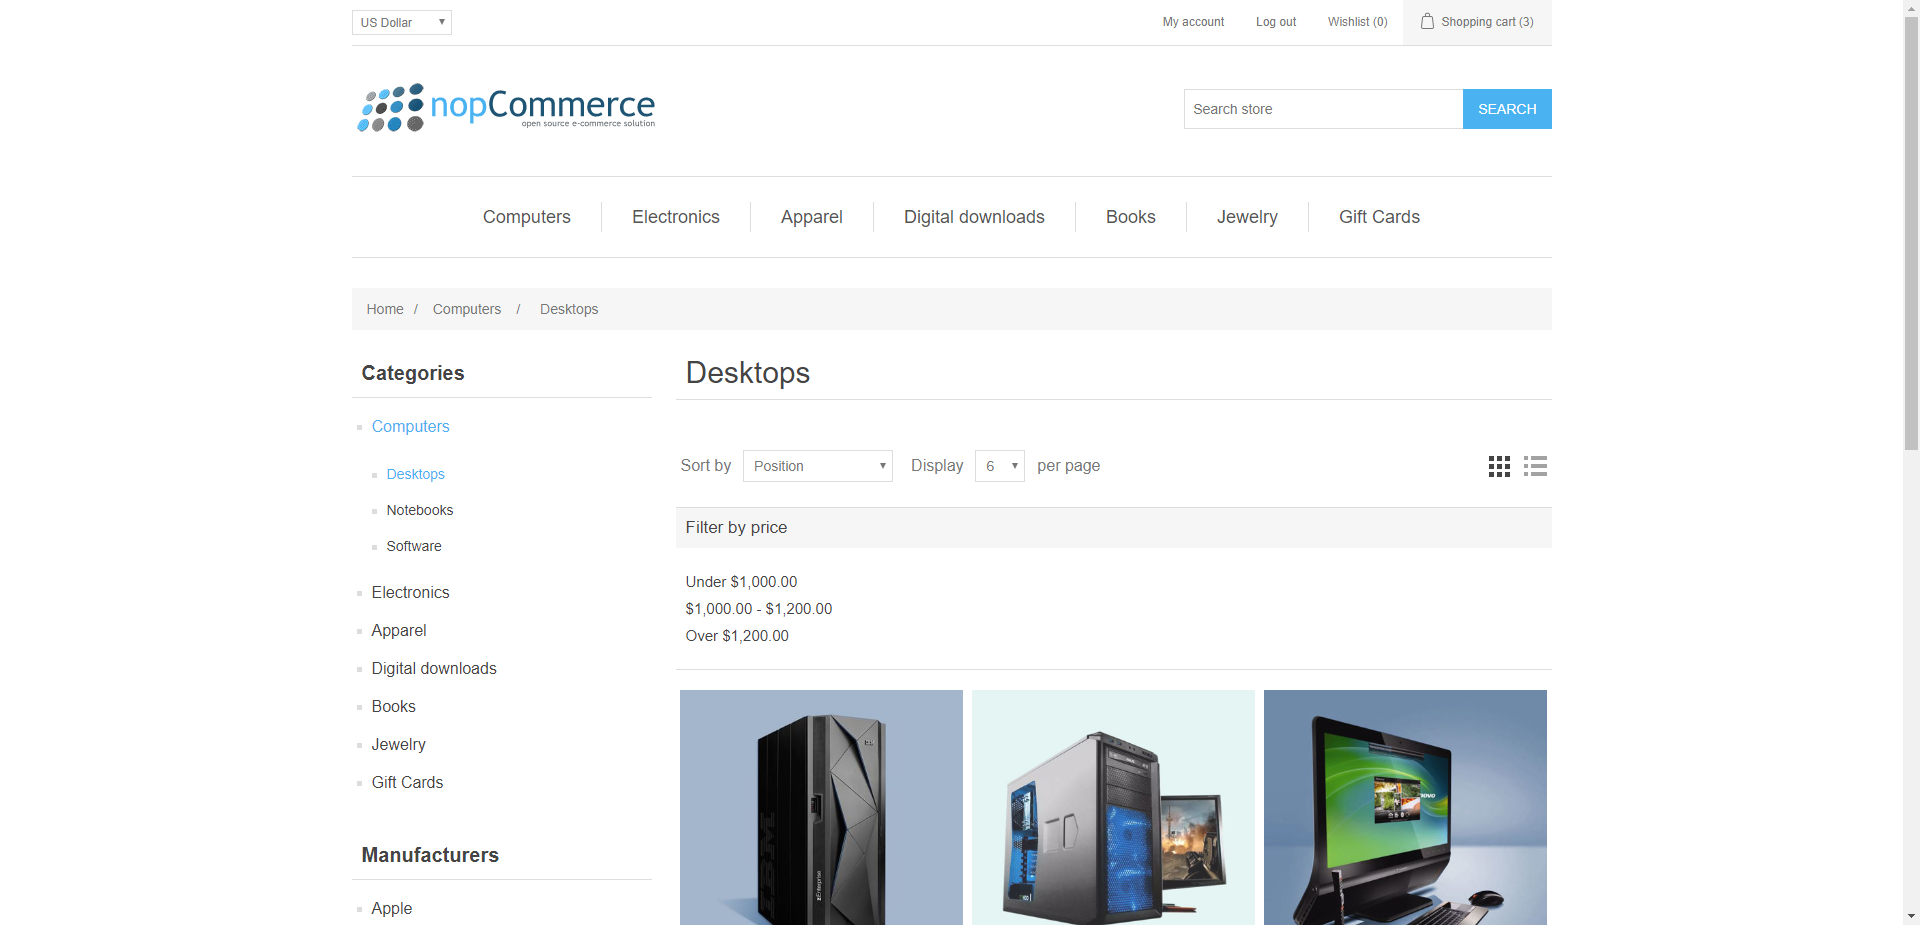 US Dollar
My account
Log out
Wishlist (0)
Shopping cart (3)
nopCommerce
open source e-commerce solution
Search store
SEARCH
Computers
Electronics
Apparel
Digital downloads
Books
Jewelry
Gift Cards
Home / Computers / Desktops
Categories
Computers
Desktops
Notebooks
Software
Electronics
Apparel
Digital downloads
Books
Jewelry
Gift Cards
Manufacturers
Apple
Desktops
Sort by Position Display 6 per page
Filter by price
Under $1,000.00
$1,000.00 - $1,200.00
Over $1,200.00
IBM
zEnterprise